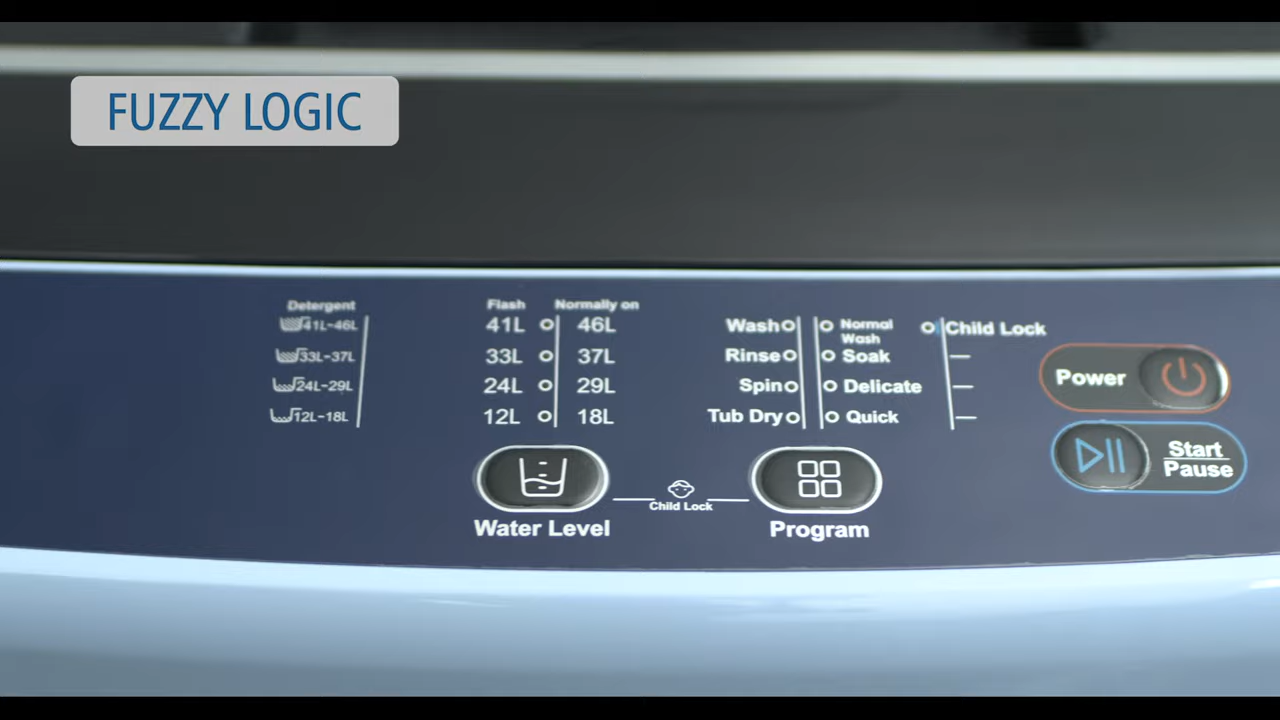 FUZZY LOGIC
Detergent
41L-46L
33L-37L
24L-29L
12L-18L
Flash Normally on
41L 46L
33L 37L
24L 29L
12L 18L
Wash
Rinse
Spin
Tub Dry
Normal
Wash
Soak
Delicate
Quick
Child Lock
Power
Start
Pause
Water Level
Child Lock
Program